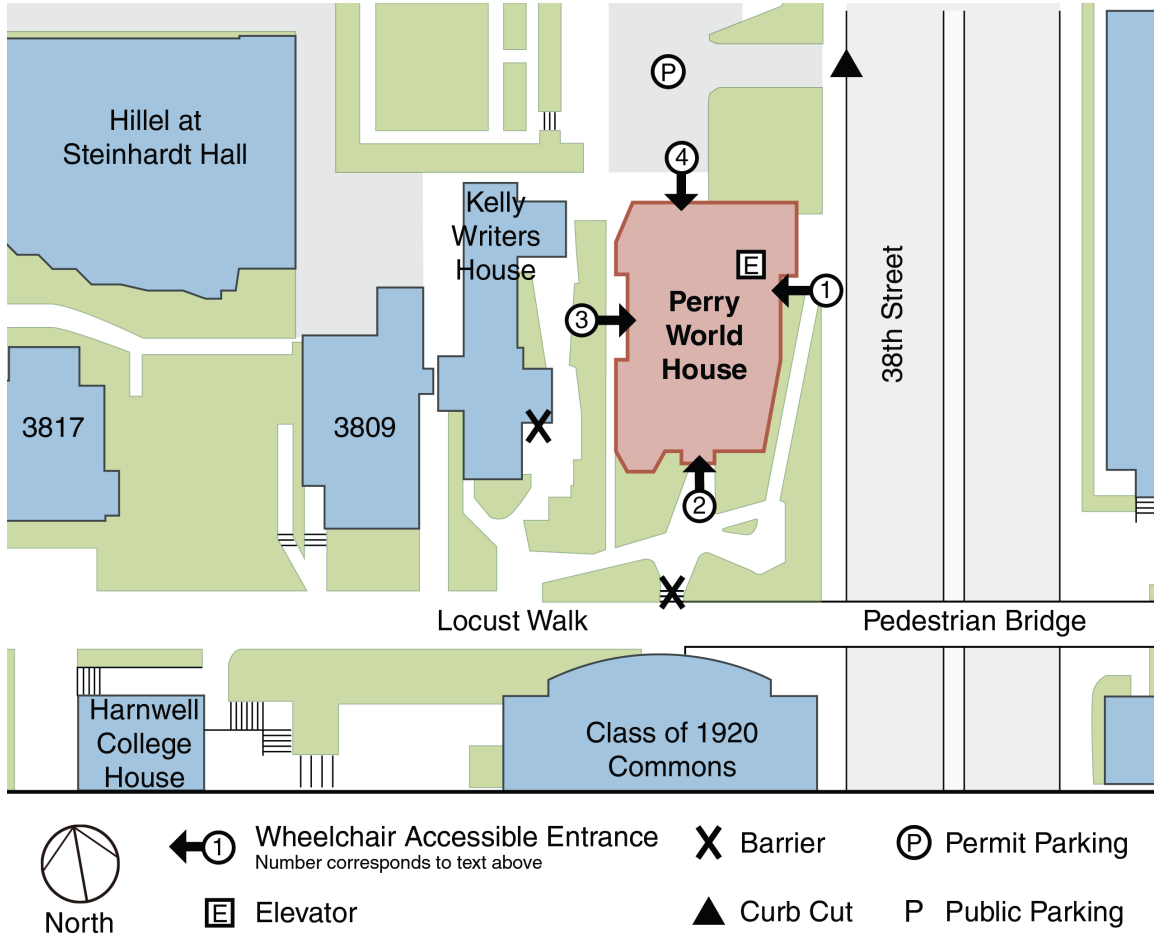 P
Hillel at
Steinhardt Hall
4
Kelly
Writers
House
E
1
3
Perry
World
House
38th Street
3817
3809
2
Locust Walk
Pedestrian Bridge
Harnwell
College
House
Class of 1920
Commons
1
Wheelchair Accessible Entrance
Number corresponds to text above
Barrier
P
Permit Parking
North
E
Elevator
Curb Cut
P
Public Parking